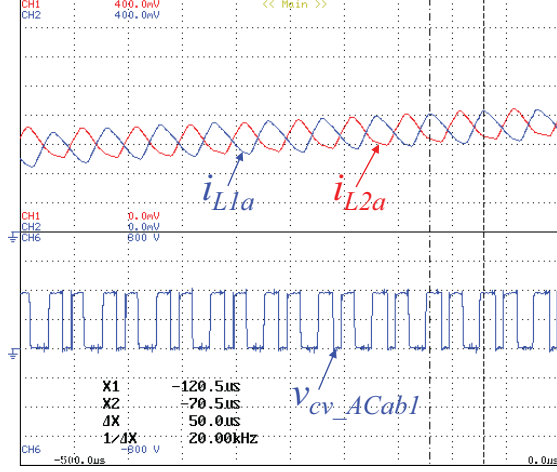 CH1 400.0mV << Main >>
CH2 400.0mV
iL1a iL2a
CH1 0.0mV
CH2 0.0mV
CH6 800 V
vcv_ACab1
X1 -120.5us
X2 -70.5us
ΔX 50.0us
1/ΔX 20.00kHz
CH6 -800 V
-500.0us 0.0us